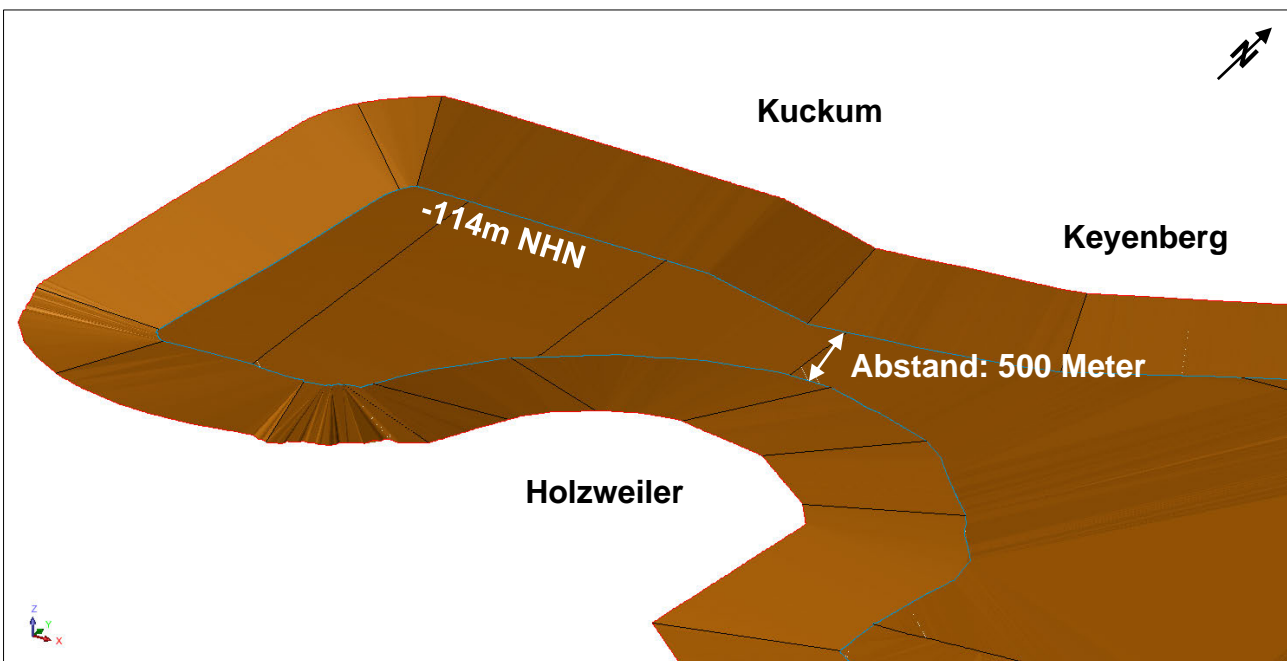 N
Kuckum
-114m NHN
Keyenberg
Abstand: 500 Meter
Holzweiler
Z
Y
X